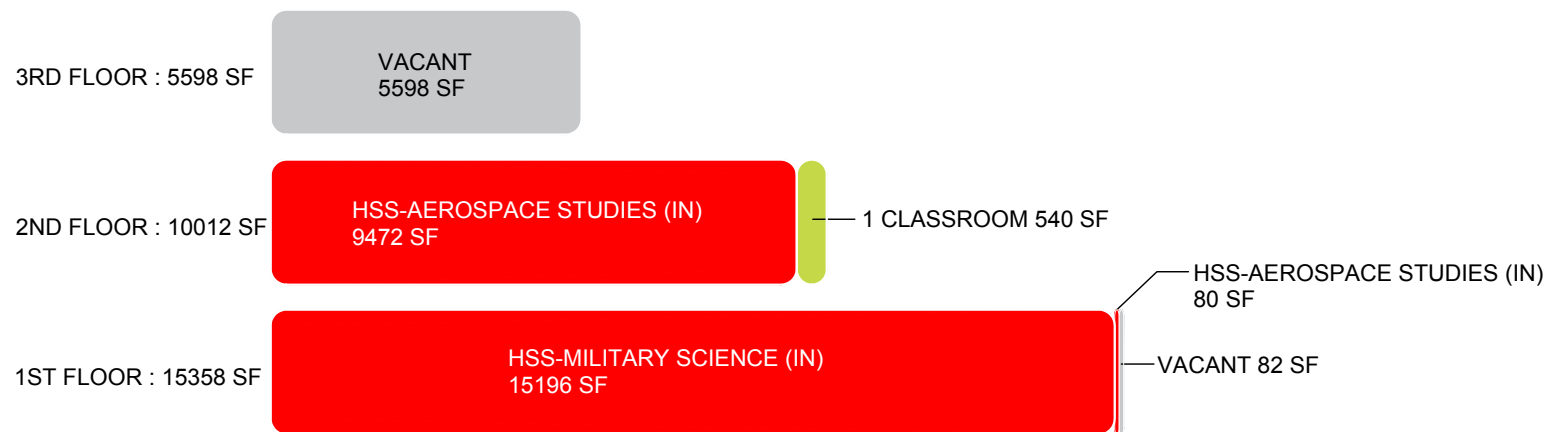 3RD FLOOR : 5598 SF
VACANT
5598 SF
2ND FLOOR : 10012 SF
HSS-AEROSPACE STUDIES (IN)
9472 SF
1 CLASSROOM 540 SF
HSS-AEROSPACE STUDIES (IN)
80 SF
1ST FLOOR : 15358 SF
HSS-MILITARY SCIENCE (IN)
15196 SF
VACANT 82 SF